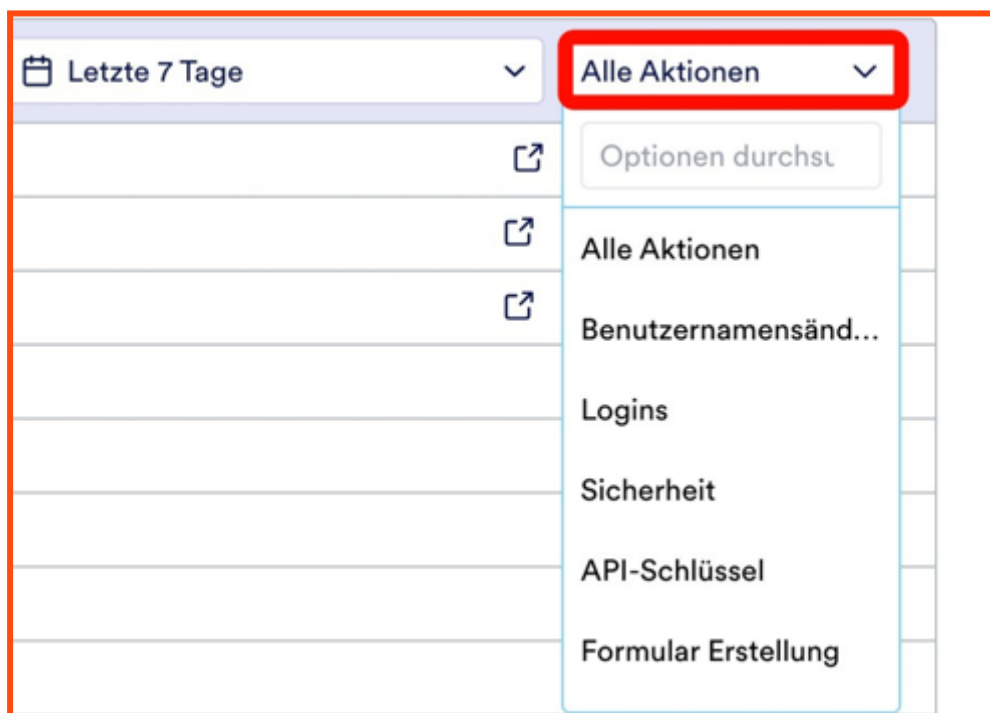 Letzte 7 Tage
Alle Aktionen
Optionen durchsu
Alle Aktionen
Benutzernamensänd...
Logins
Sicherheit
API-Schlüssel
Formular Erstellung